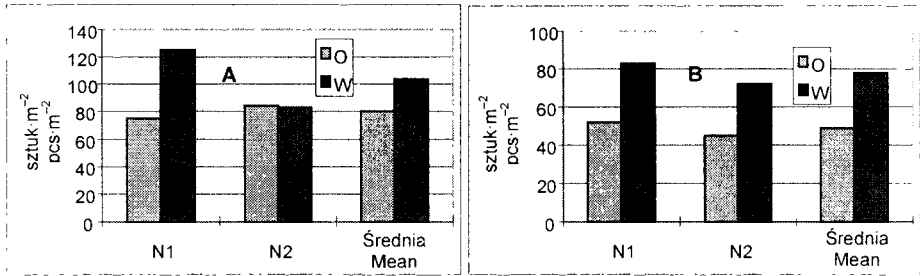 sztuk·m⁻²
pcs·m⁻²
140
120
100
80
60
40
20
0
A
O
W
N1
N2
Średnia
Mean
sztuk·m⁻²
pcs·m⁻²
100
80
60
40
20
0
B
O
W
N1
N2
Średnia
Mean